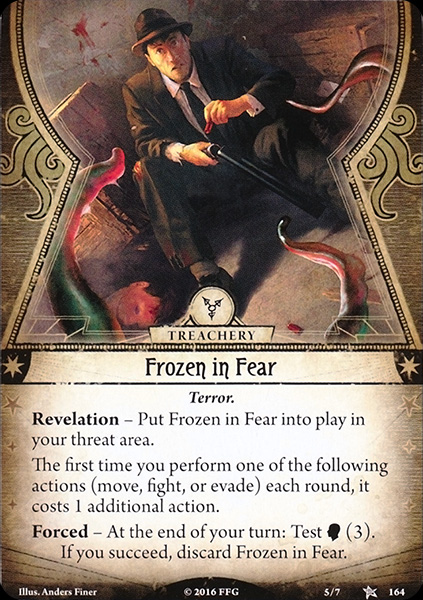 TREACHERY
Frozen in Fear
Terror.
Revelation – Put Frozen in Fear into play in
your threat area.
The first time you perform one of the following
actions (move, fight, or evade) each round, it
costs 1 additional action.
Forced – At the end of your turn: Test (3).
If you succeed, discard Frozen in Fear.
Illus. Anders Finer © 2016 FFG 5/7 164